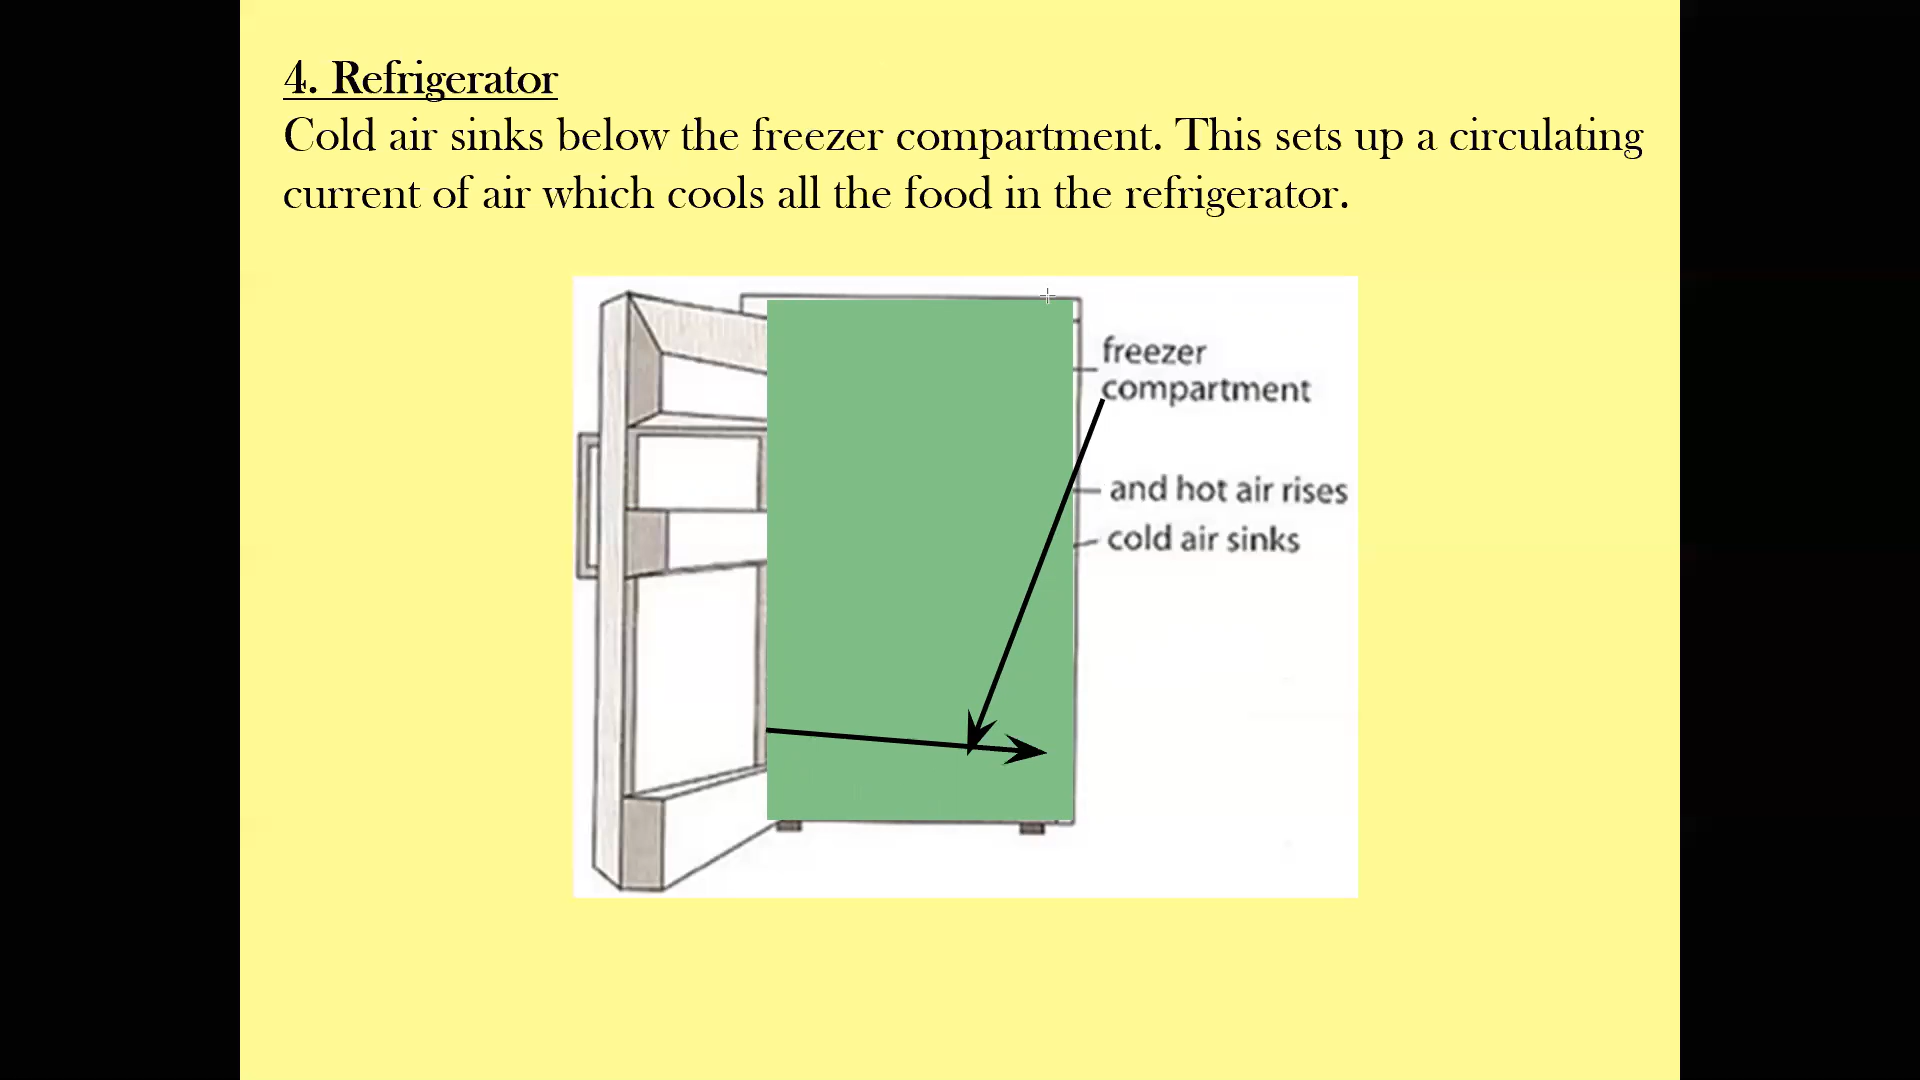 4. Refrigerator
Cold air sinks below the freezer compartment. This sets up a circulating
current of air which cools all the food in the refrigerator.
freezer
compartment
and hot air rises
cold air sinks